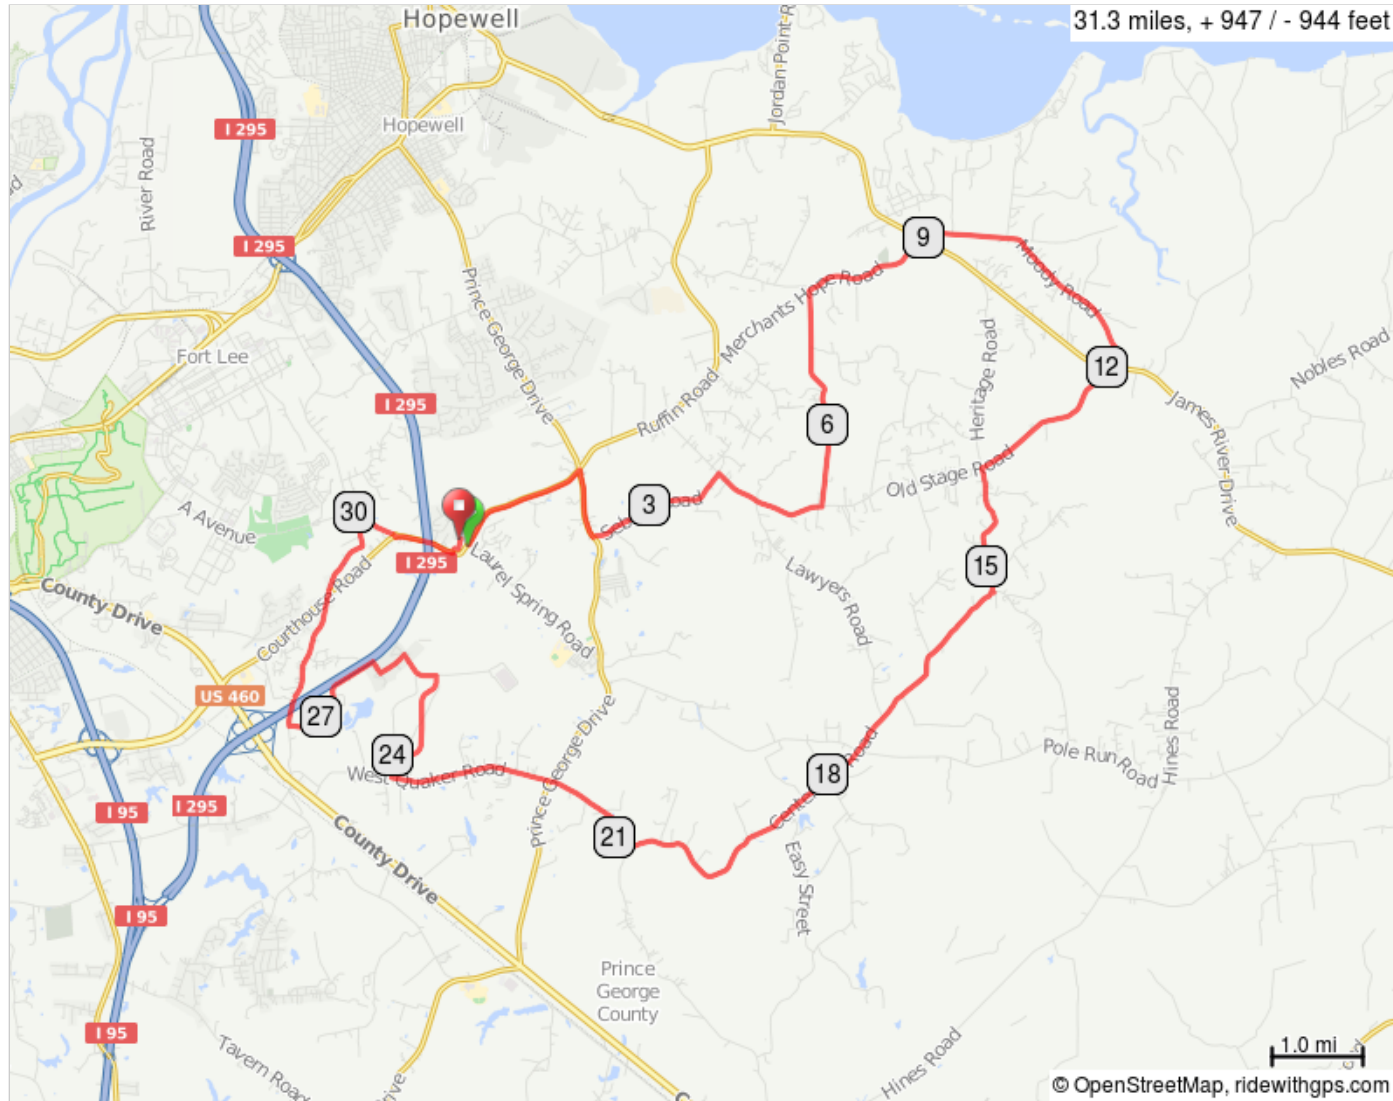 Hopewell
31.3 miles, + 947 / - 944 feet
Jordan Point-R
I 295
Hopewell
River Road
I 295
9
Moody Road
Prince George Drive
Merchants Hope Road
Heritage Road
Nobles Road
Fort Lee
12
I 295
Ruffin Road
James River Drive
6
Old Stage Road
30
3
A Avenue
I 295
Laurel Spring Road
Lawyers Road
15
County Drive
Courthouse Road
US 460
27
Hines Road
Prince George Drive
24
West Quaker Road
18
Pole Run Road
I 95
I 295
21
County Drive
Easy Street
I 95
Prince
George
County
I 95
Tavern Road
Drive
Hines Road
1.0 mi
© OpenStreetMap, ridewithgps.com